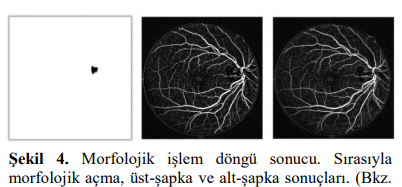 Şekil 4. Morfolojik işlem döngü sonucu. Sırasıyla
morfolojik açma, üst-şapka ve alt-şapka sonuçları. (Bkz.